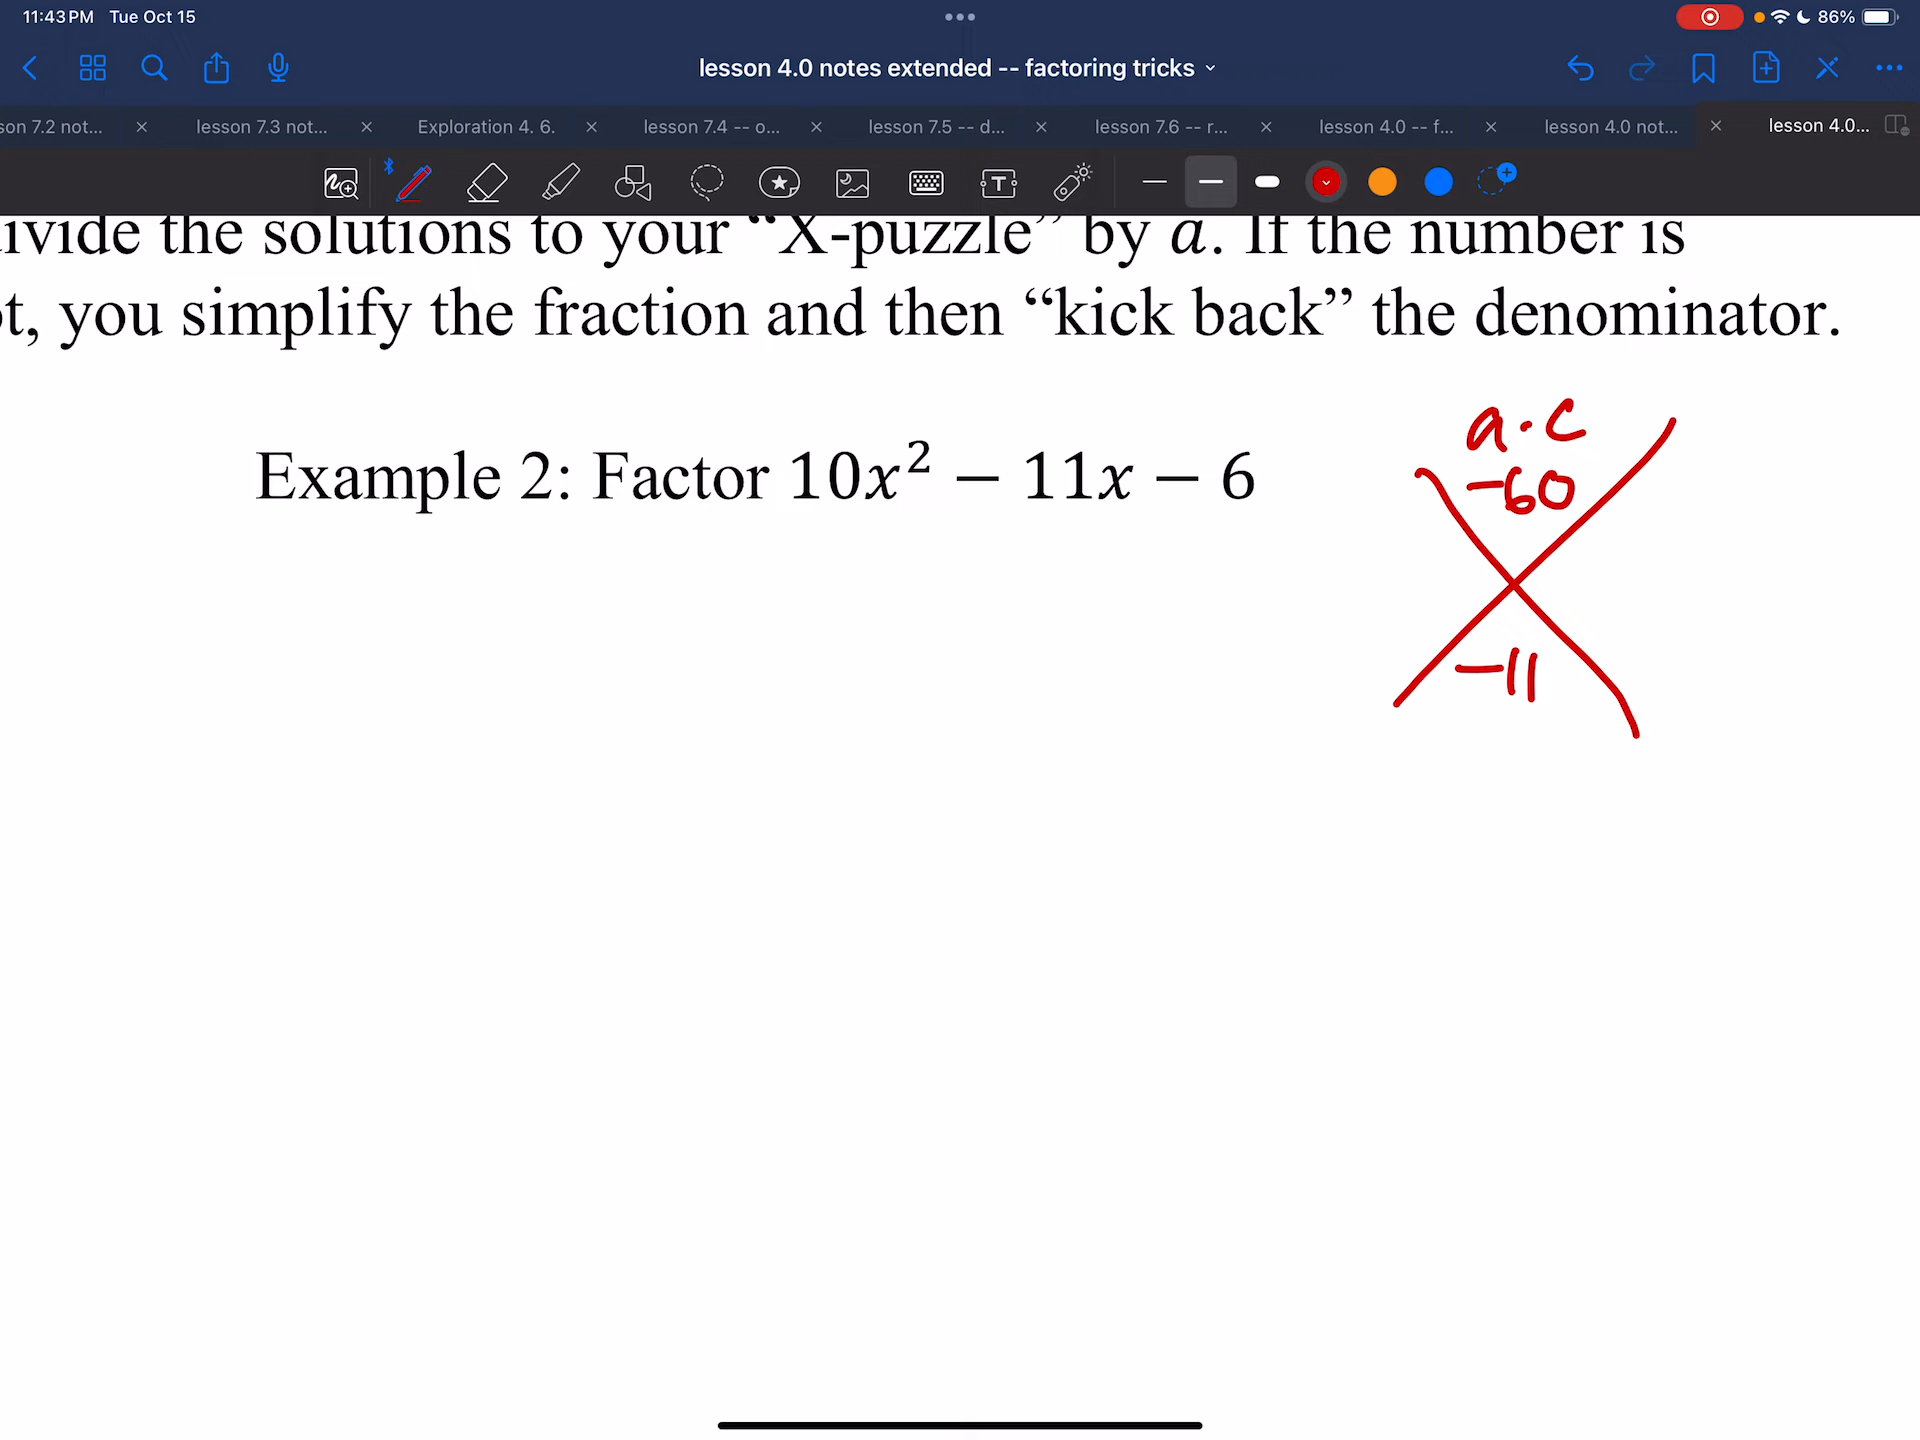 11:43 PM Tue Oct 15
86%
lesson 4.0 notes extended -- factoring tricks
son 7.2 not...
lesson 7.3 not...
Exploration 4. 6.
lesson 7.4 -- o...
lesson 7.5 -- d...
lesson 7.6 -- r...
lesson 4.0 -- f...
lesson 4.0 not...
lesson 4.0...
ivide the solutions to your “X-puzzle” by a. If the number is
ot, you simplify the fraction and then “kick back” the denominator.
a·c
Example 2: Factor 10x² − 11x − 6
-60
-11